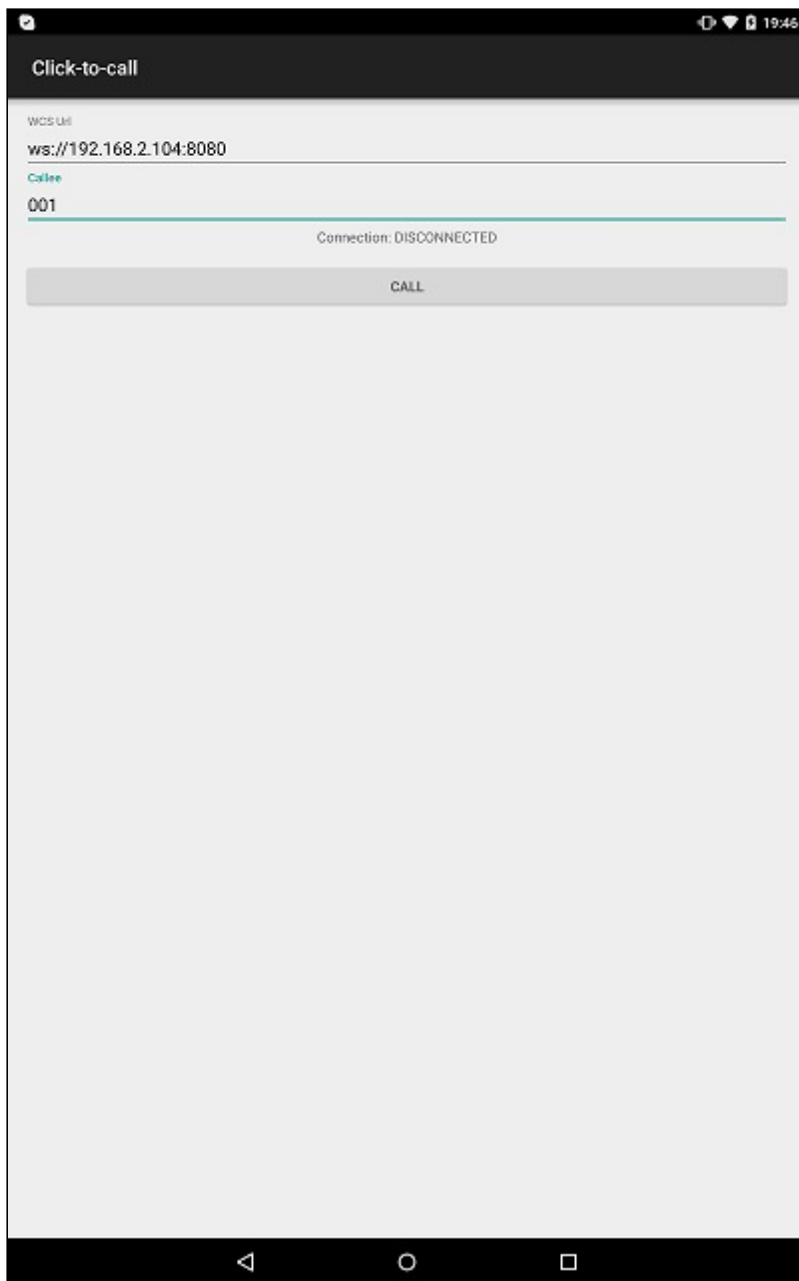 19:46
Click-to-call
WCS Url
ws://192.168.2.104:8080
Callee
001
Connection: DISCONNECTED
CALL